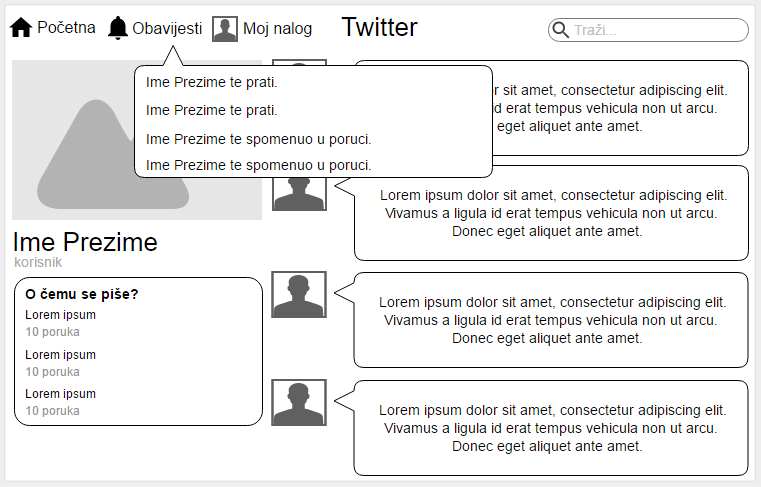 Početna
Obavijesti
Moj nalog
Twitter
Traži...
Ime Prezime te prati.
Ime Prezime te prati.
Ime Prezime te spomenuo u poruci.
Ime Prezime te spomenuo u poruci.
sit amet, consectetur adipiscing elit.
id erat tempus vehicula non ut arcu.
eget aliquet ante amet.
Lorem ipsum dolor sit amet, consectetur adipiscing elit.
Vivamus a ligula id erat tempus vehicula non ut arcu.
Donec eget aliquet ante amet.
Ime Prezime
korisnik
O čemu se piše?
Lorem ipsum
10 poruka
Lorem ipsum
10 poruka
Lorem ipsum
10 poruka
Lorem ipsum dolor sit amet, consectetur adipiscing elit.
Vivamus a ligula id erat tempus vehicula non ut arcu.
Donec eget aliquet ante amet.
Lorem ipsum dolor sit amet, consectetur adipiscing elit.
Vivamus a ligula id erat tempus vehicula non ut arcu.
Donec eget aliquet ante amet.